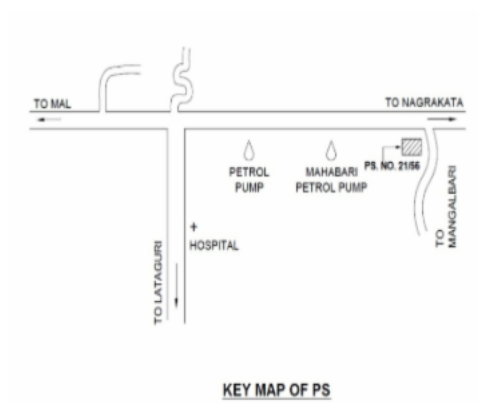 TO MAL
TO NAGRAKATA
PETROL
PUMP
MAHABARI
PETROL PUMP
PS. NO. 21/56
TO
MANGALBARI
HOSPITAL
TO LATAGURI
KEY MAP OF PS